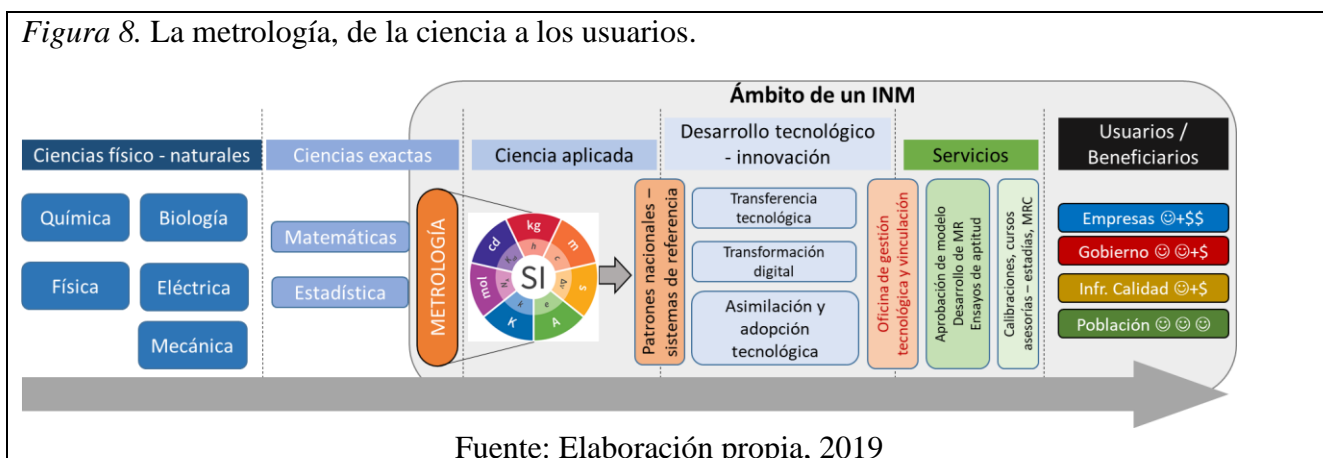 Figura 8. La metrología, de la ciencia a los usuarios.
Ámbito de un INM
Ciencias físico - naturales
Química
Biología
Física
Eléctrica
Mecánica
Ciencias exactas
Matemáticas
Estadística
METROLOGÍA
Ciencia aplicada
kg
m
s
A
K
mol
cd
h
c
Δν
e
k
SI
Patrones nacionales –
sistemas de referencia
Desarrollo tecnológico
- innovación
Transferencia
tecnológica
Transformación
digital
Asimilación y
adopción
tecnológica
Oficina de gestión
tecnológica y vinculación
Servicios
Aprobación de modelo
Desarrollo de MR
Ensayos de aptitud
Calibraciones, cursos
asesorías – estadías, MRC
Usuarios /
Beneficiarios
Empresas ☺+$$
Gobierno ☺ ☺+$
Infr. Calidad ☺+$
Población ☺ ☺ ☺
Fuente: Elaboración propia, 2019